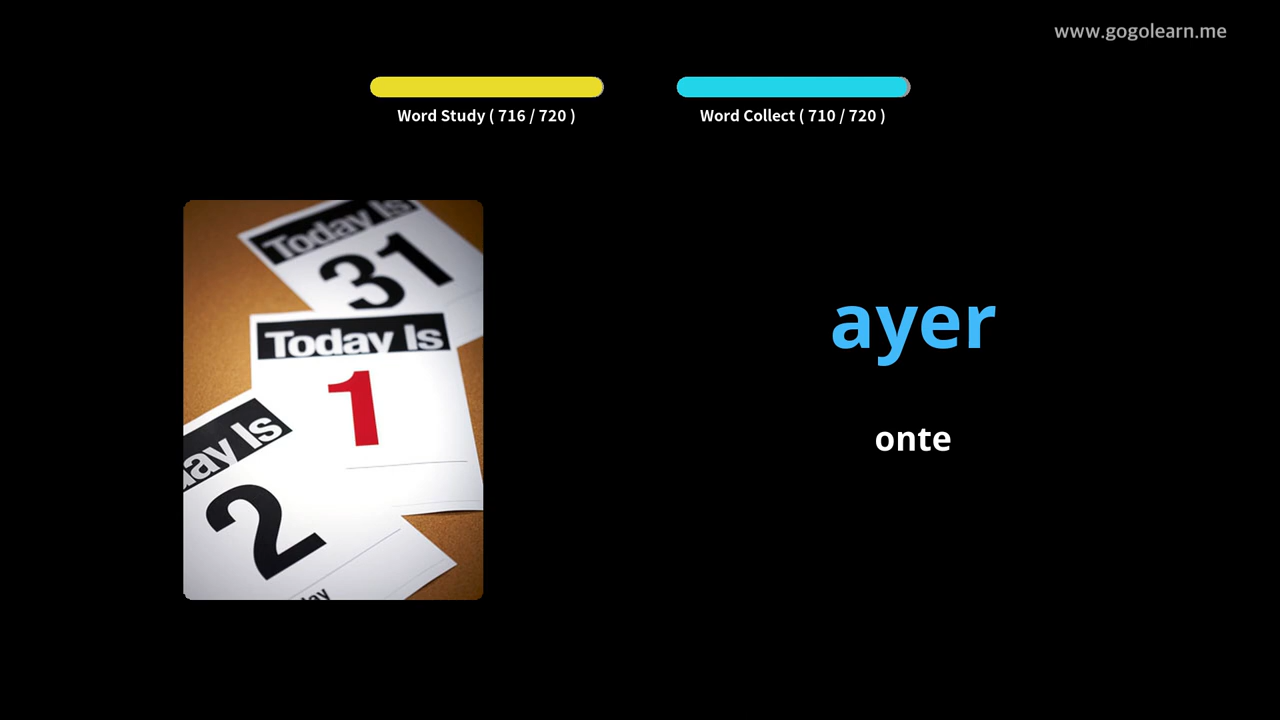 www.gogolearn.me
Word Study ( 716 / 720 )
Word Collect ( 710 / 720 )
Today Is
31
Today Is
1
ay Is
2
ay
ayer
onte